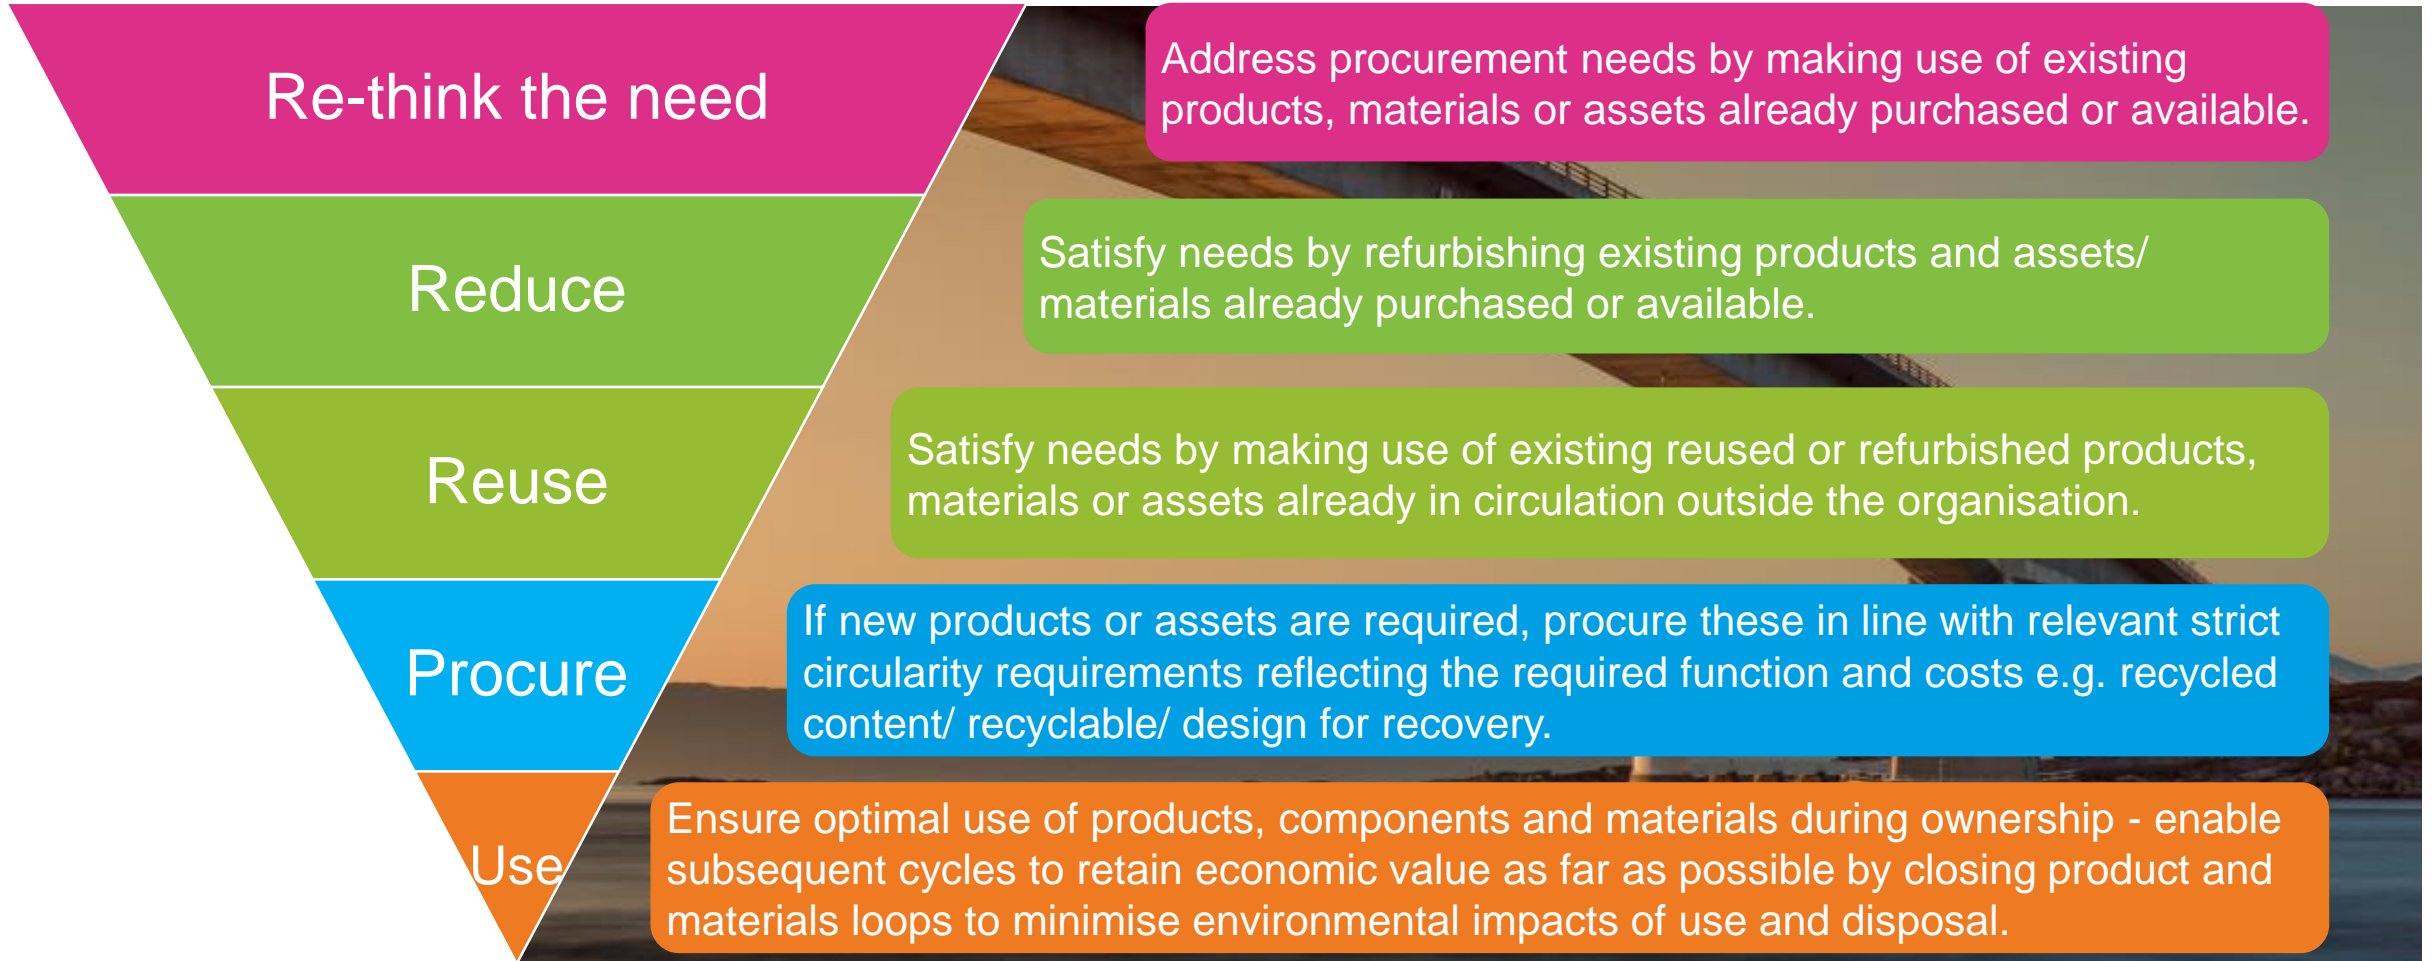 Re-think the need
Address procurement needs by making use of existing
products, materials or assets already purchased or available.
Reduce
Satisfy needs by refurbishing existing products and assets/
materials already purchased or available.
Reuse
Satisfy needs by making use of existing reused or refurbished products,
materials or assets already in circulation outside the organisation.
Procure
If new products or assets are required, procure these in line with relevant strict
circularity requirements reflecting the required function and costs e.g. recycled
content/ recyclable/ design for recovery.
Use
Ensure optimal use of products, components and materials during ownership - enable
subsequent cycles to retain economic value as far as possible by closing product and
materials loops to minimise environmental impacts of use and disposal.